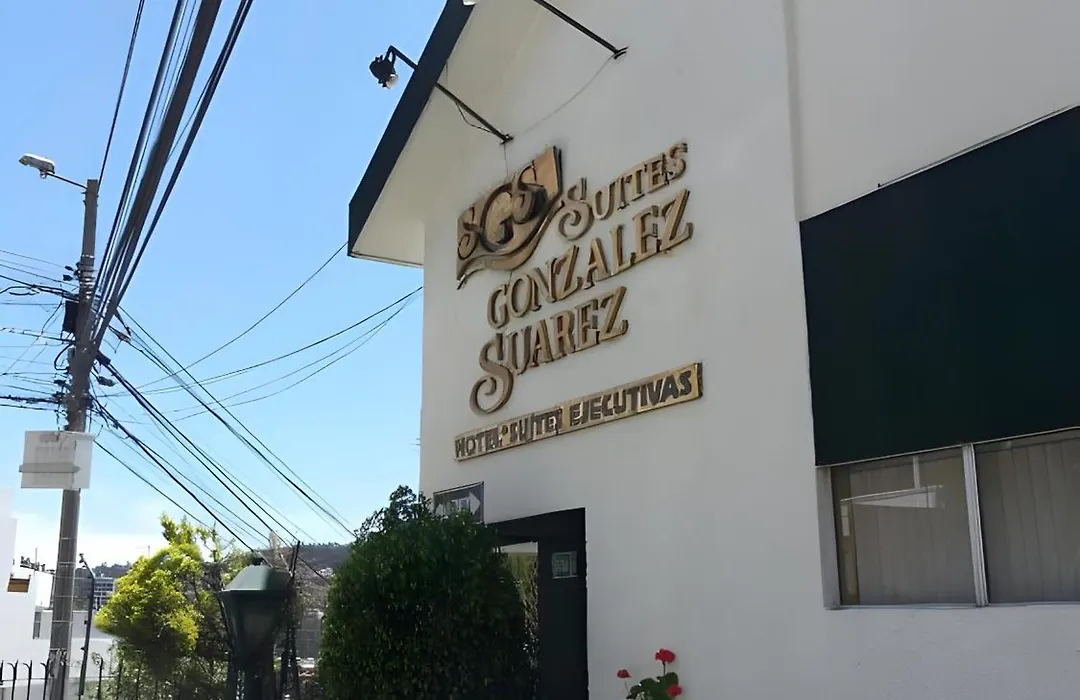 SGS SUITES
GONZALEZ
SUAREZ
HOTEL SUITES EJECUTIVAS